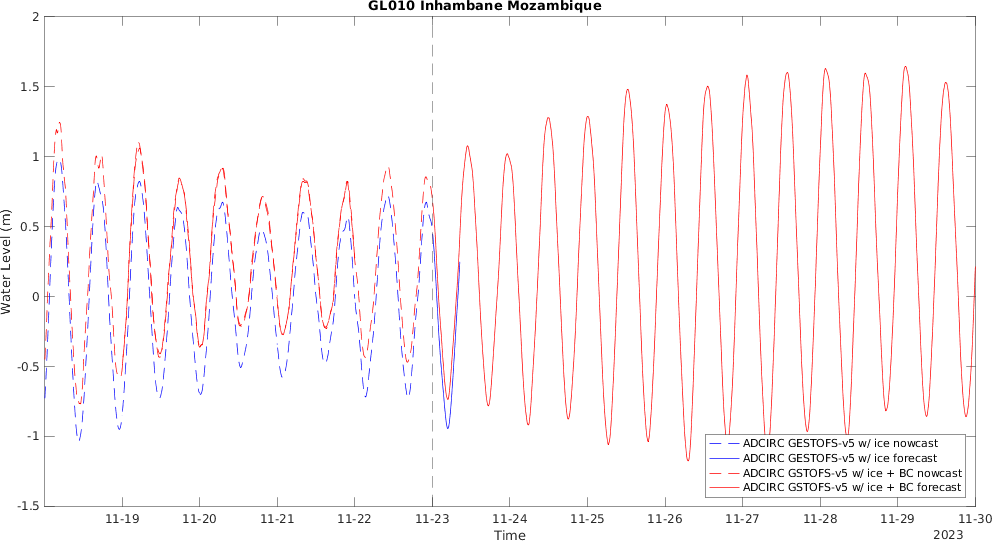 GL010 Inhambane Mozambique
2
1.5
1
0.5
0
-0.5
-1
-1.5
Water Level (m)
ADCIRC GESTOFS-v5 w/ ice nowcast
ADCIRC GESTOFS-v5 w/ ice forecast
ADCIRC GSTOFS-v5 w/ ice + BC nowcast
ADCIRC GSTOFS-v5 w/ ice + BC forecast
11-19 11-20 11-21 11-22 11-23 11-24 11-25 11-26 11-27 11-28 11-29 11-30
Time
2023